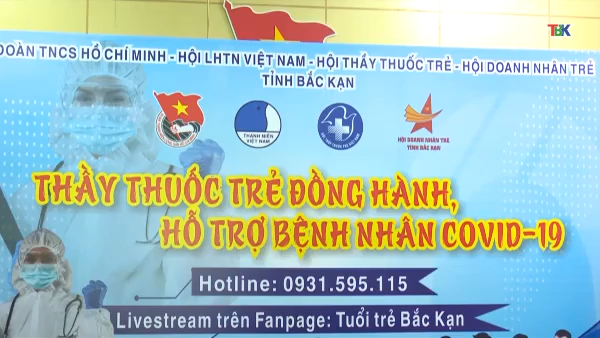 TBK
ĐOÀN TNCS HỒ CHÍ MINH - HỘI LHTN VIỆT NAM - HỘI THẦY THUỐC TRẺ - HỘI DOANH NHÂN TRẺ
TỈNH BẮC KẠN
THANH NIÊN
VIỆT NAM
HỘI DOANH NHÂN TRẺ
TỈNH BẮC KẠN
THẦY THUỐC TRẺ ĐỒNG HÀNH,
HỖ TRỢ BỆNH NHÂN COVID-19
Hotline: 0931.595.115
Livestream trên Fanpage: Tuổi trẻ Bắc Kạn